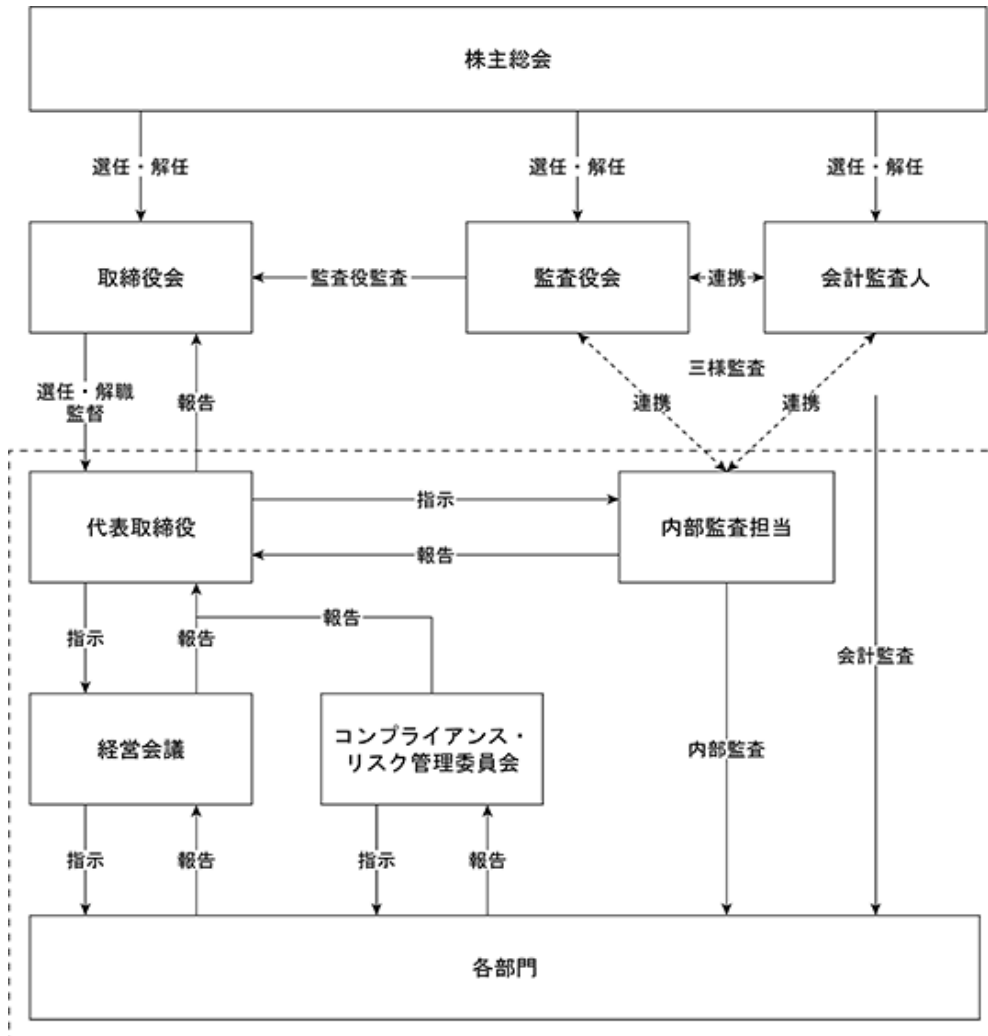 株主総会
選任・解任
選任・解任
選任・解任
取締役会
監査役監査
監査役会
連携
会計監査人
三様監査
選任・解職
監督
報告
連携
連携
代表取締役
指示
報告
内部監査担当
指示
報告
報告
会計監査
経営会議
コンプライアンス・
リスク管理委員会
内部監査
指示
報告
指示
報告
各部門